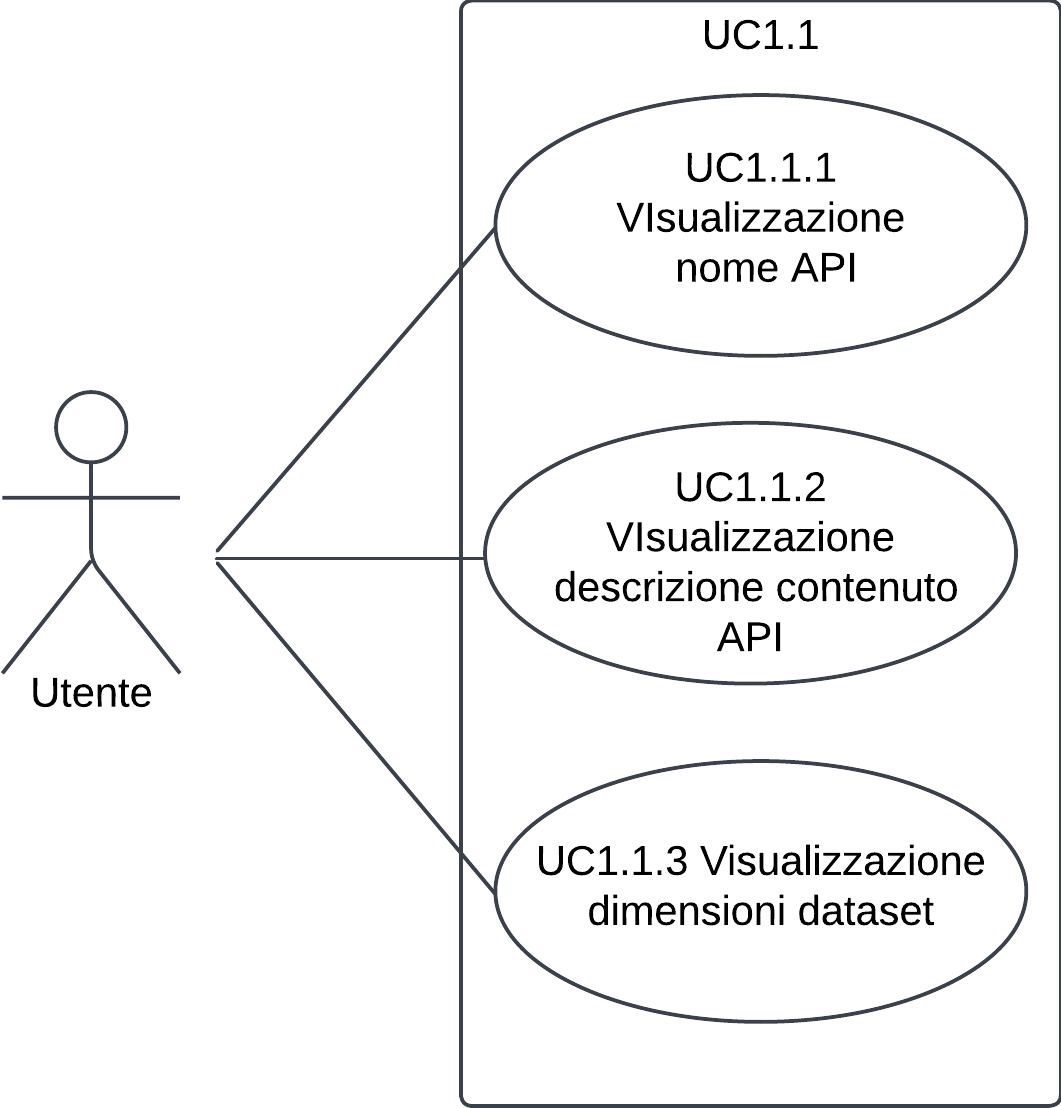 UC1.1
UC1.1.1
VIsualizzazione
nome API
UC1.1.2
VIsualizzazione
descrizione contenuto
API
Utente
UC1.1.3 Visualizzazione
dimensioni dataset